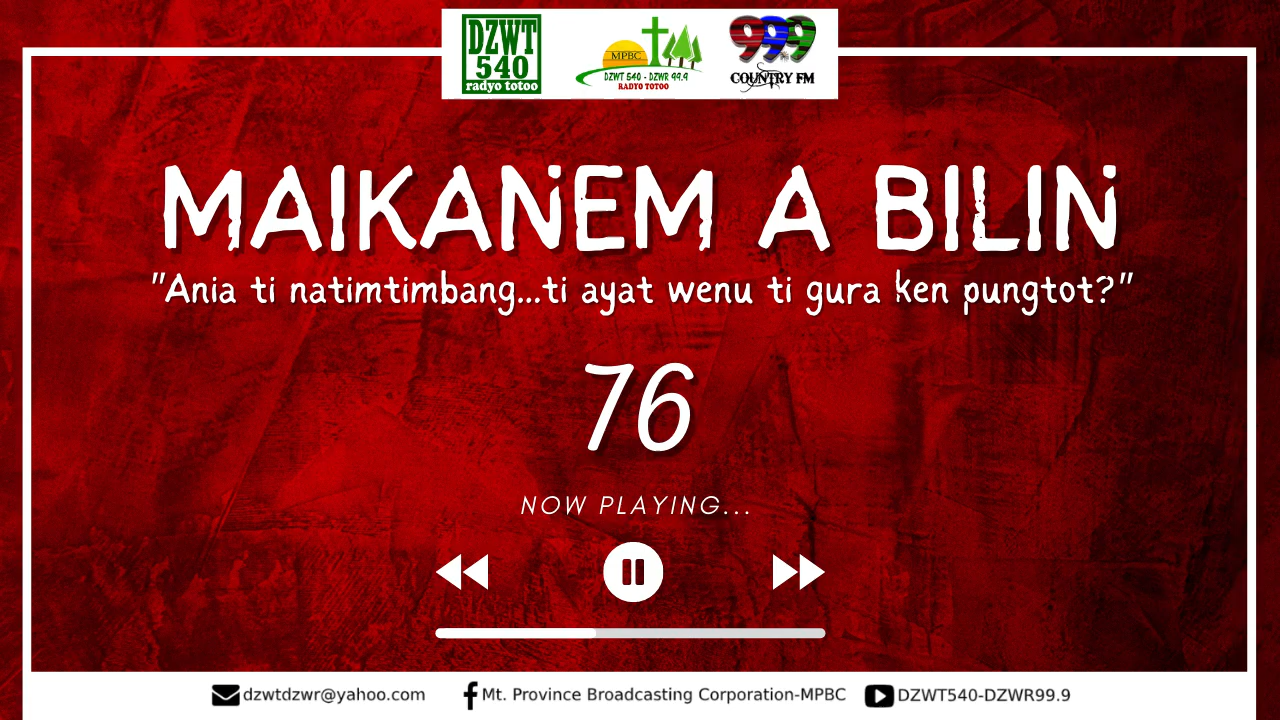 DZWT
540
radyo totoo
MPBC
DZWT 540 - DZWR 99.9
RADYO TOTOO
99.9
COUNTRY FM
MAIKANEM A BILIN
"Ania ti natimtimbang...ti ayat wenu ti gura ken pungtot?"
76
NOW PLAYING...
dzwtdzwr@yahoo.com
Mt. Province Broadcasting Corporation-MPBC
DZWT540-DZWR99.9